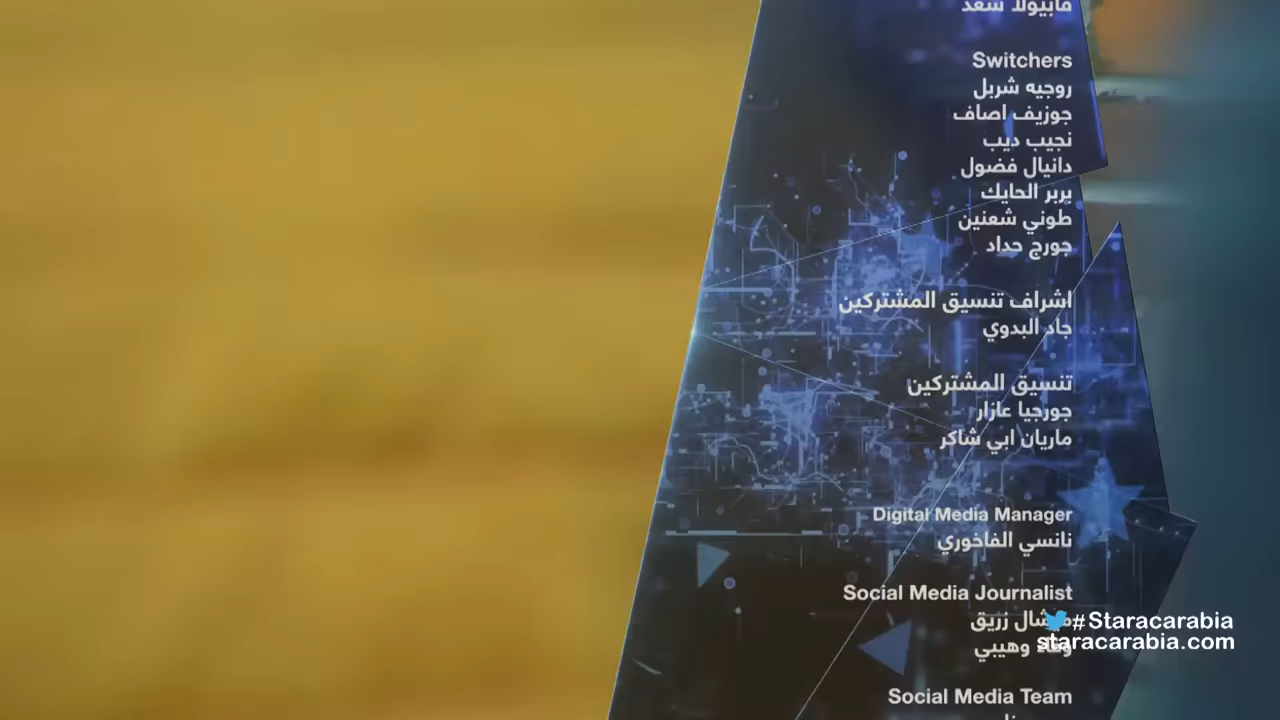 Switchers
روجيه شربل
جوزيف اصاف
نجيب ديب
دانيال فضول
بربر الحايك
طوني شعنين
جورج حداد
اشراف تنسيق المشتركين
جاد البدوي
تنسيق المشتركين
جورجيا عازار
ماريان ابي شاكر
Digital Media Manager
نانسي الفاخوري
Social Media Journalist
زريق
#Staracarabia
وهيبي
staracarabia.com
Social Media Team